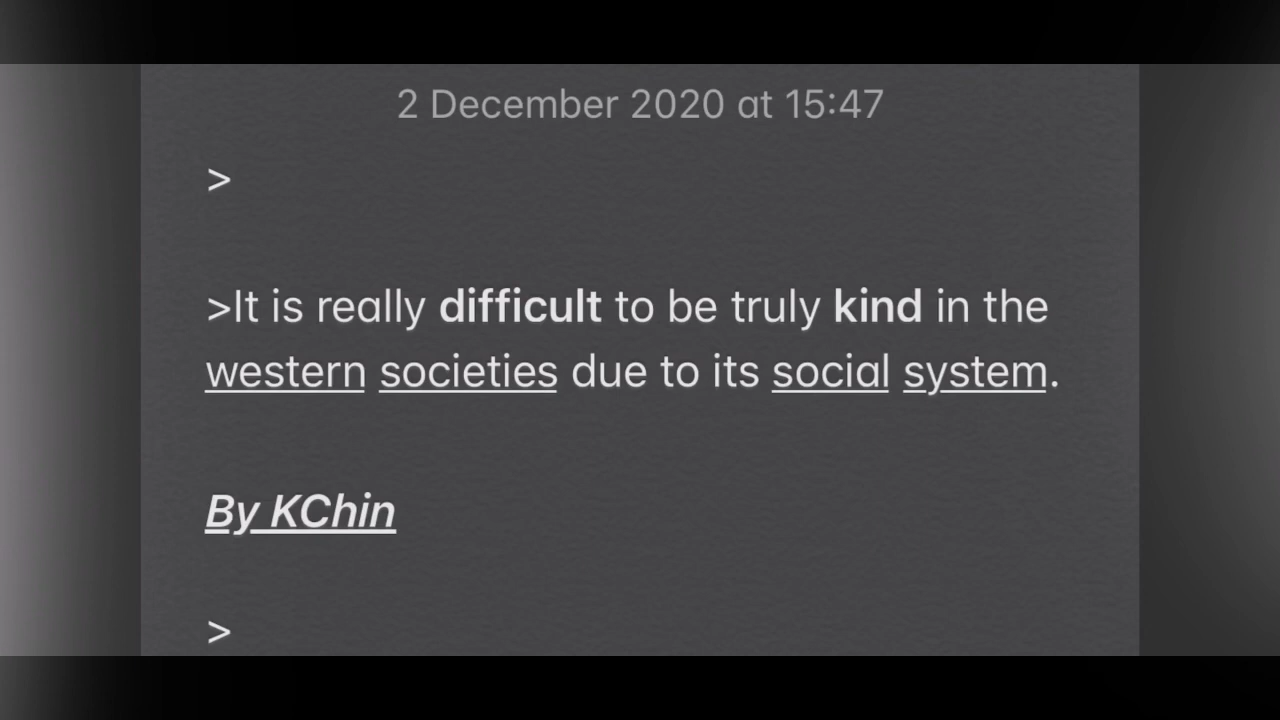 2 December 2020 at 15:47
>
>It is really difficult to be truly kind in the
western societies due to its social system.
By KChin
>